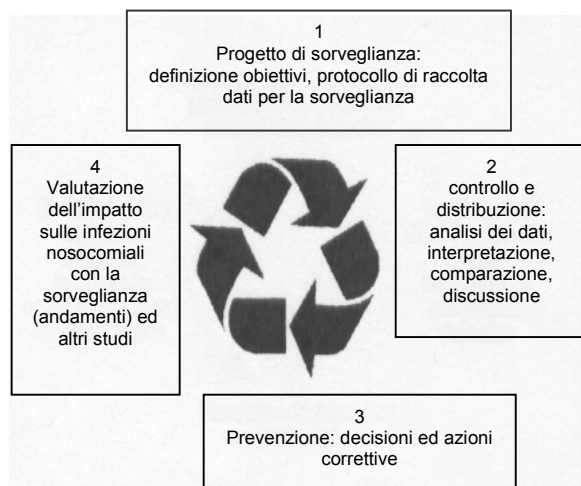 1
Progetto di sorveglianza:
definizione obiettivi, protocollo di raccolta
dati per la sorveglianza
2
controllo e
distribuzione:
analisi dei dati,
interpretazione,
comparazione,
discussione
3
Prevenzione: decisioni ed azioni
correttive
4
Valutazione
dell'impatto
sulle infezioni
nosocomiali
con la
sorveglianza
(andamenti) ed
altri studi